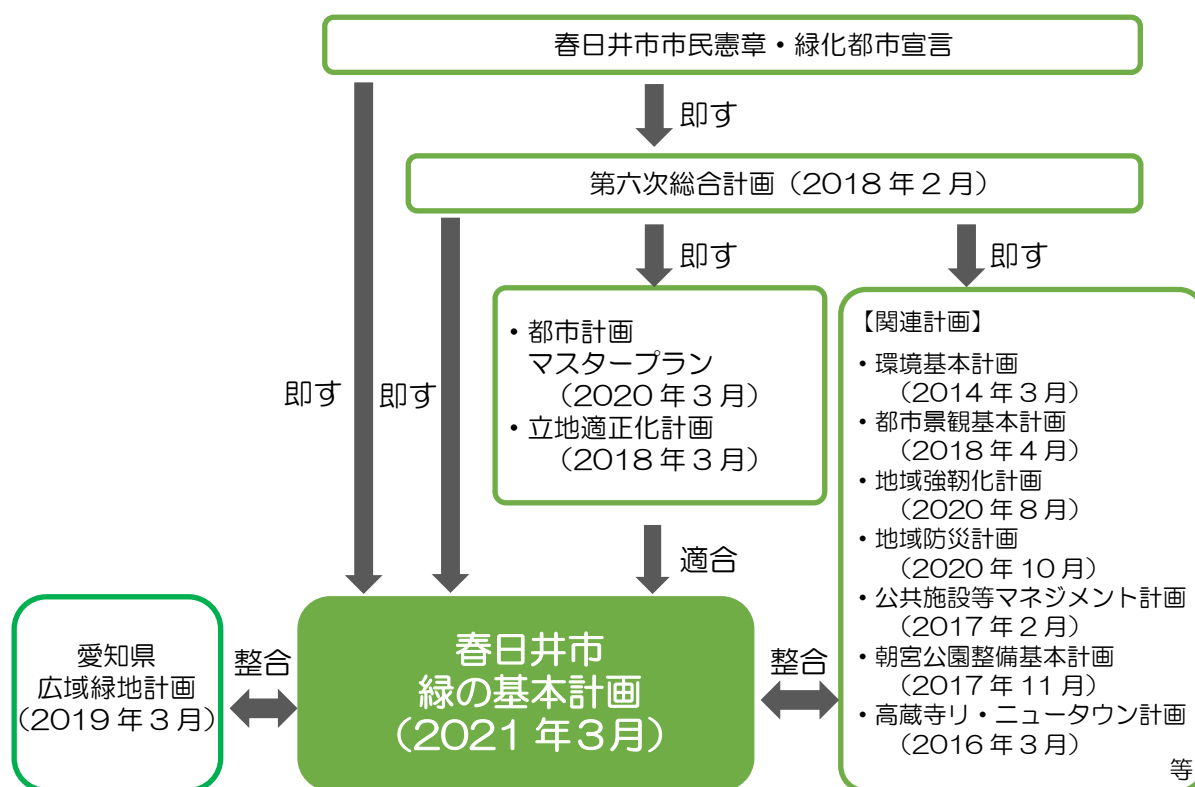 春日井市市民憲章・緑化都市宣言
即す
第六次総合計画（2018年2月）
即す
即す
即す
即す
・都市計画
マスタープラン
（2020年3月）
・立地適正化計画
（2018年3月）
適合
【関連計画】
・環境基本計画
（2014年3月）
・都市景観基本計画
（2018年4月）
・地域強靱化計画
（2020年8月）
・地域防災計画
（2020年10月）
・公共施設等マネジメント計画
（2017年2月）
・朝宮公園整備基本計画
（2017年11月）
・高蔵寺リ・ニュータウン計画
（2016年3月）
等
愛知県
広域緑地計画
（2019年3月）
整合
春日井市
緑の基本計画
（2021年3月）
整合